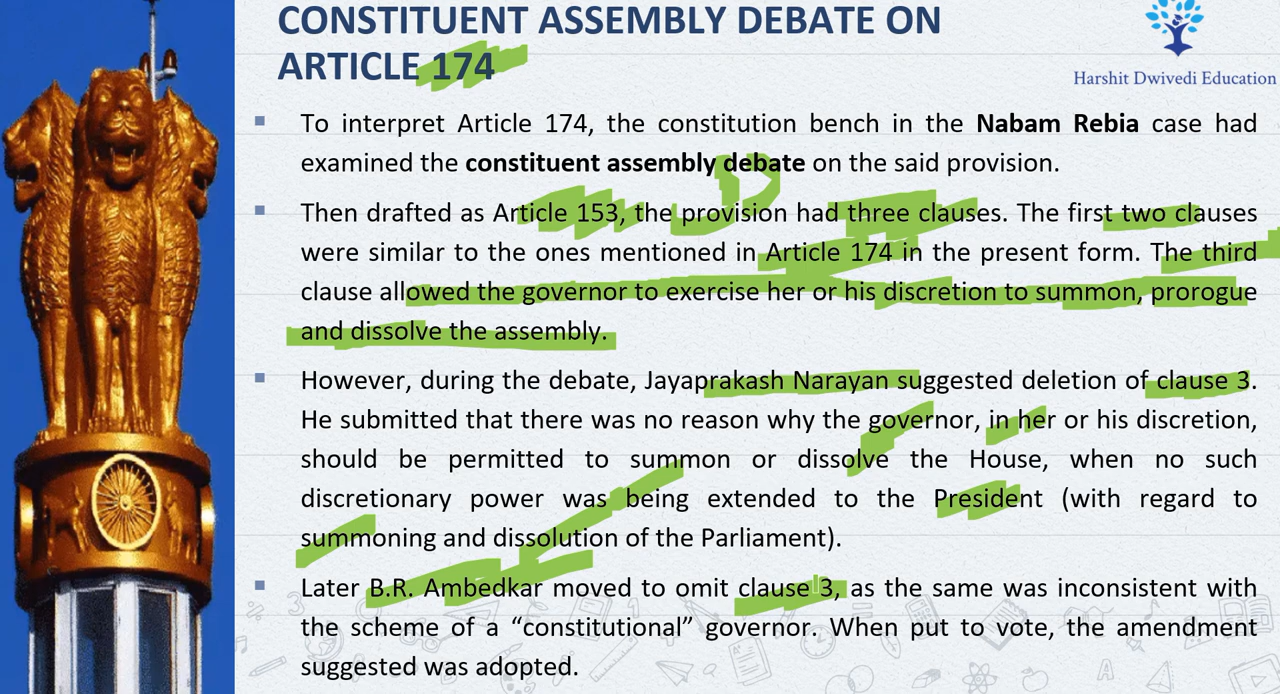 CONSTITUENT ASSEMBLY DEBATE ON
ARTICLE 174
Harshit Dwivedi Education
To interpret Article 174, the constitution bench in the Nabam Rebia case had
examined the constituent assembly debate on the said provision.
Then drafted as Article 153, the provision had three clauses. The first two clauses
were similar to the ones mentioned in Article 174 in the present form. The third
clause allowed the governor to exercise her or his discretion to summon, prorogue
and dissolve the assembly.
However, during the debate, Jayaprakash Narayan suggested deletion of clause 3.
He submitted that there was no reason why the governor, in her or his discretion,
should be permitted to summon or dissolve the House, when no such
discretionary power was being extended to the President (with regard to
summoning and dissolution of the Parliament).
Later B.R. Ambedkar moved to omit clause 3, as the same was inconsistent with
the scheme of a “constitutional” governor. When put to vote, the amendment
suggested was adopted.